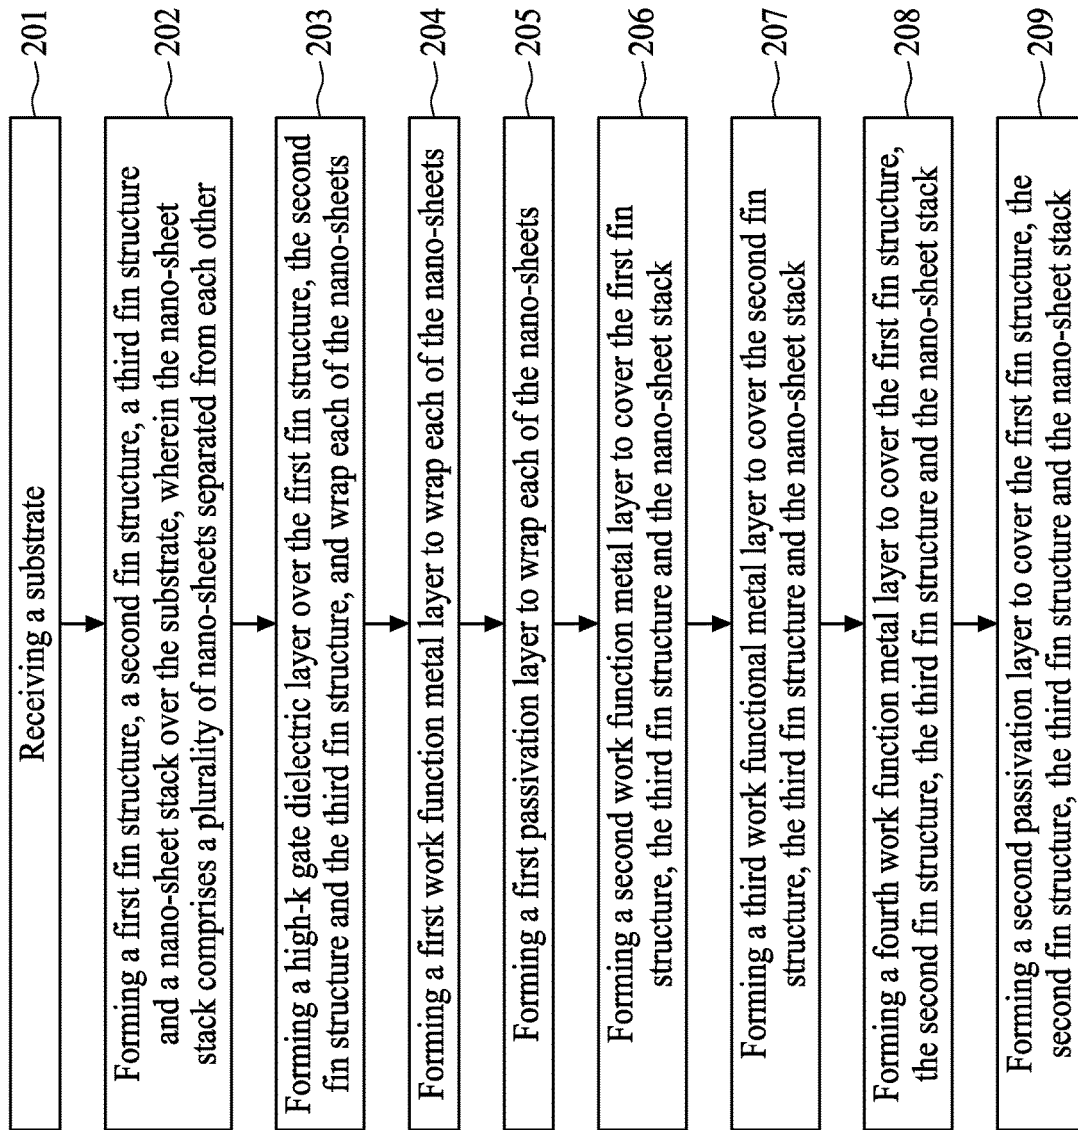 Receiving a substrate
201
Forming a first fin structure, a second fin structure, a third fin structure
and a nano-sheet stack over the substrate, wherein the nano-sheet
stack comprises a plurality of nano-sheets separated from each other
202
Forming a high-k gate dielectric layer over the first fin structure, the second
fin structure and the third fin structure, and wrap each of the nano-sheets
203
Forming a first work function metal layer to wrap each of the nano-sheets
204
Forming a first passivation layer to wrap each of the nano-sheets
205
Forming a second work function metal layer to cover the first fin
structure, the third fin structure and the nano-sheet stack
206
Forming a third work functional metal layer to cover the second fin
structure, the third fin structure and the nano-sheet stack
207
Forming a fourth work function metal layer to cover the first fin structure,
the second fin structure, the third fin structure and the nano-sheet stack
208
Forming a second passivation layer to cover the first fin structure, the
second fin structure, the third fin structure and the nano-sheet stack
209